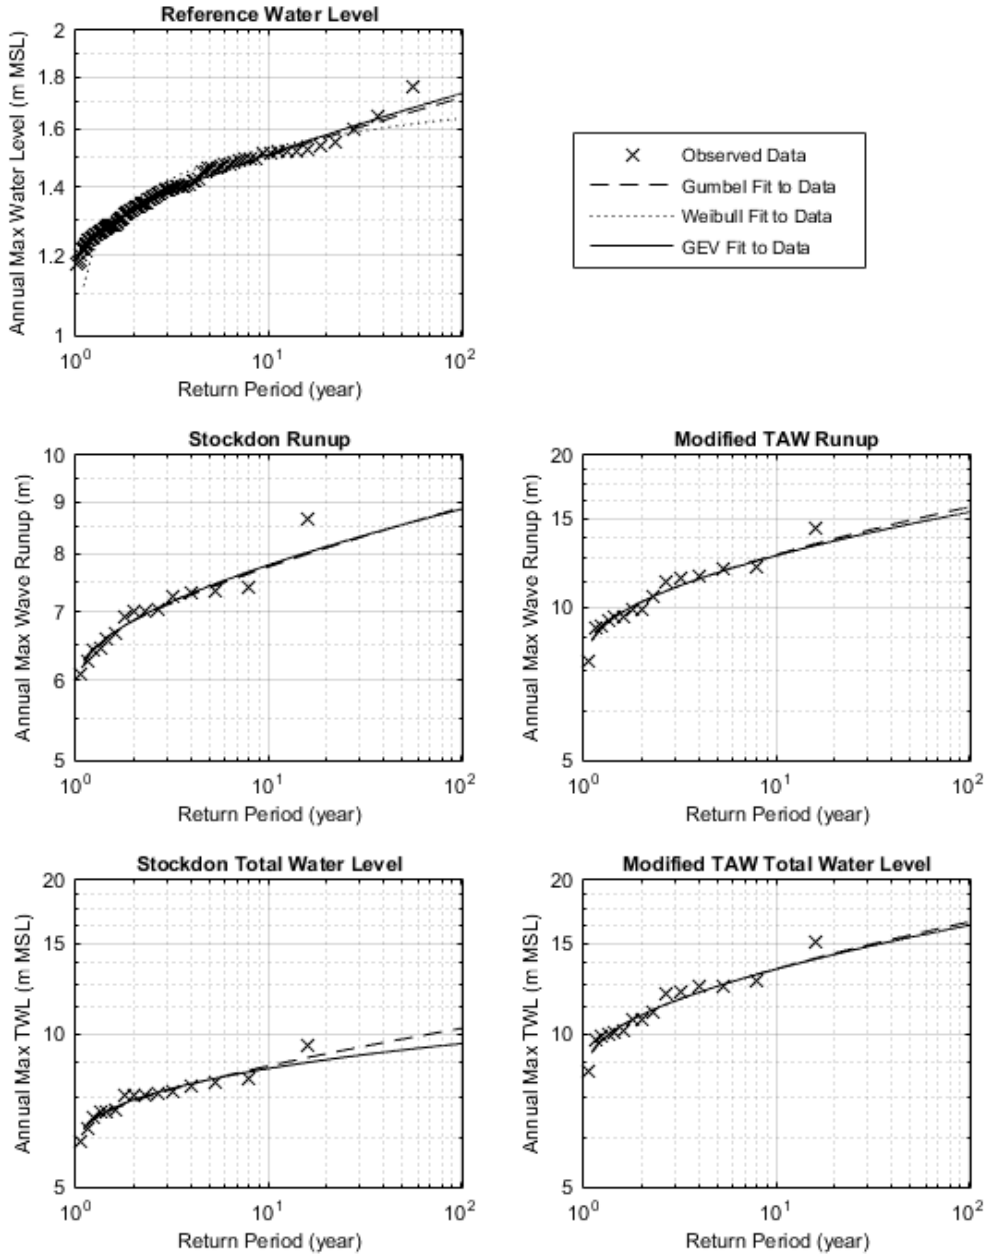 Reference Water Level
Annual Max Water Level (m MSL)
2
1.8
1.6
1.4
1.2
1
10^0
10^1
10^2
Return Period (year)
Observed Data
Gumbel Fit to Data
Weibull Fit to Data
GEV Fit to Data
Stockdon Runup
Annual Max Wave Runup (m)
10
9
8
7
6
5
10^0
10^1
10^2
Return Period (year)
Modified TAW Runup
Annual Max Wave Runup (m)
20
15
10
5
10^0
10^1
10^2
Return Period (year)
Stockdon Total Water Level
Annual Max TWL (m MSL)
20
15
10
5
10^0
10^1
10^2
Return Period (year)
Modified TAW Total Water Level
Annual Max TWL (m MSL)
20
15
10
5
10^0
10^1
10^2
Return Period (year)